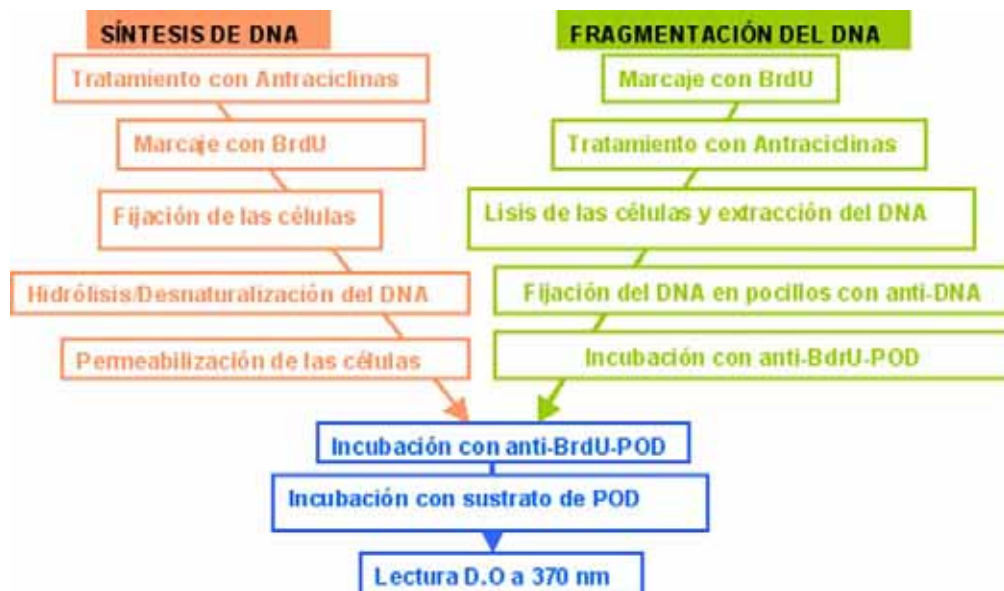 SÍNTESIS DE DNA
Tratamiento con Antraciclinas
Marcaje con BrdU
Fijación de las células
Hidrólisis/Desnaturalización del DNA
Permeabilización de las células
FRAGMENTACIÓN DEL DNA
Marcaje con BrdU
Tratamiento con Antraciclinas
Lisis de las células y extracción del DNA
Fijación del DNA en pocillos con anti-DNA
Incubación con anti-BdrU-POD
Incubación con anti-BrdU-POD
Incubación con sustrato de POD
Lectura D.O a 370 nm